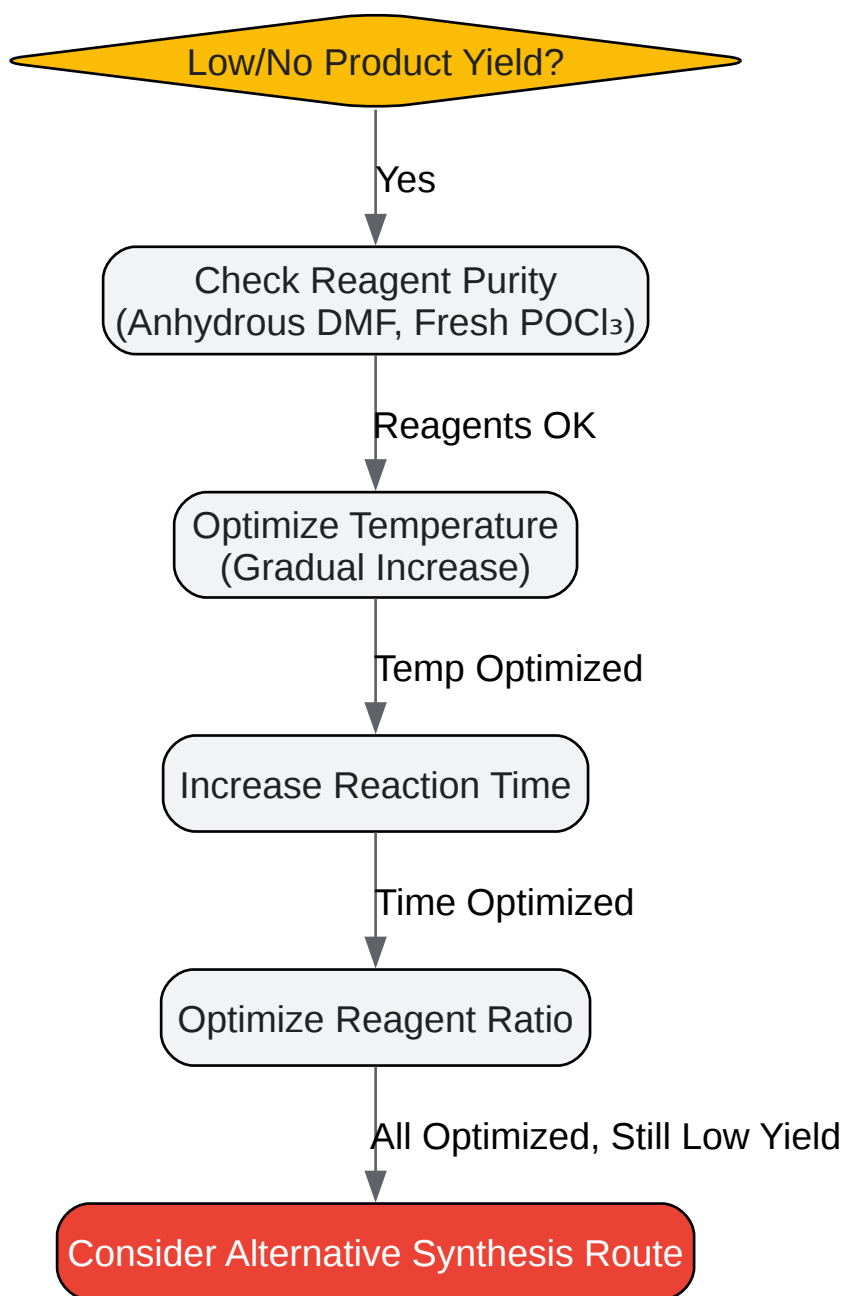 Low/No Product Yield?
Yes
Check Reagent Purity
(Anhydrous DMF, Fresh POCl₃)
Reagents OK
Optimize Temperature
(Gradual Increase)
Temp Optimized
Increase Reaction Time
Time Optimized
Optimize Reagent Ratio
All Optimized, Still Low Yield
Consider Alternative Synthesis Route